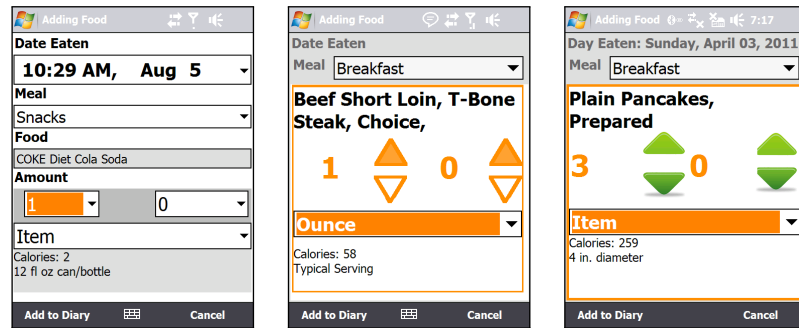 Adding Food
Date Eaten
10:29 AM, Aug 5
Meal
Snacks
Food
COKE Diet Cola Soda
Amount
1 0
Item
Calories: 2
12 fl oz can/bottle
Add to Diary Cancel
Adding Food
Date Eaten
Meal Breakfast
Beef Short Loin, T-Bone
Steak, Choice,
1 0
Ounce
Calories: 58
Typical Serving
Add to Diary Cancel
Adding Food 7:17
Day Eaten: Sunday, April 03, 2011
Meal Breakfast
Plain Pancakes,
Prepared
3 0
Item
Calories: 259
4 in. diameter
Add to Diary Cancel